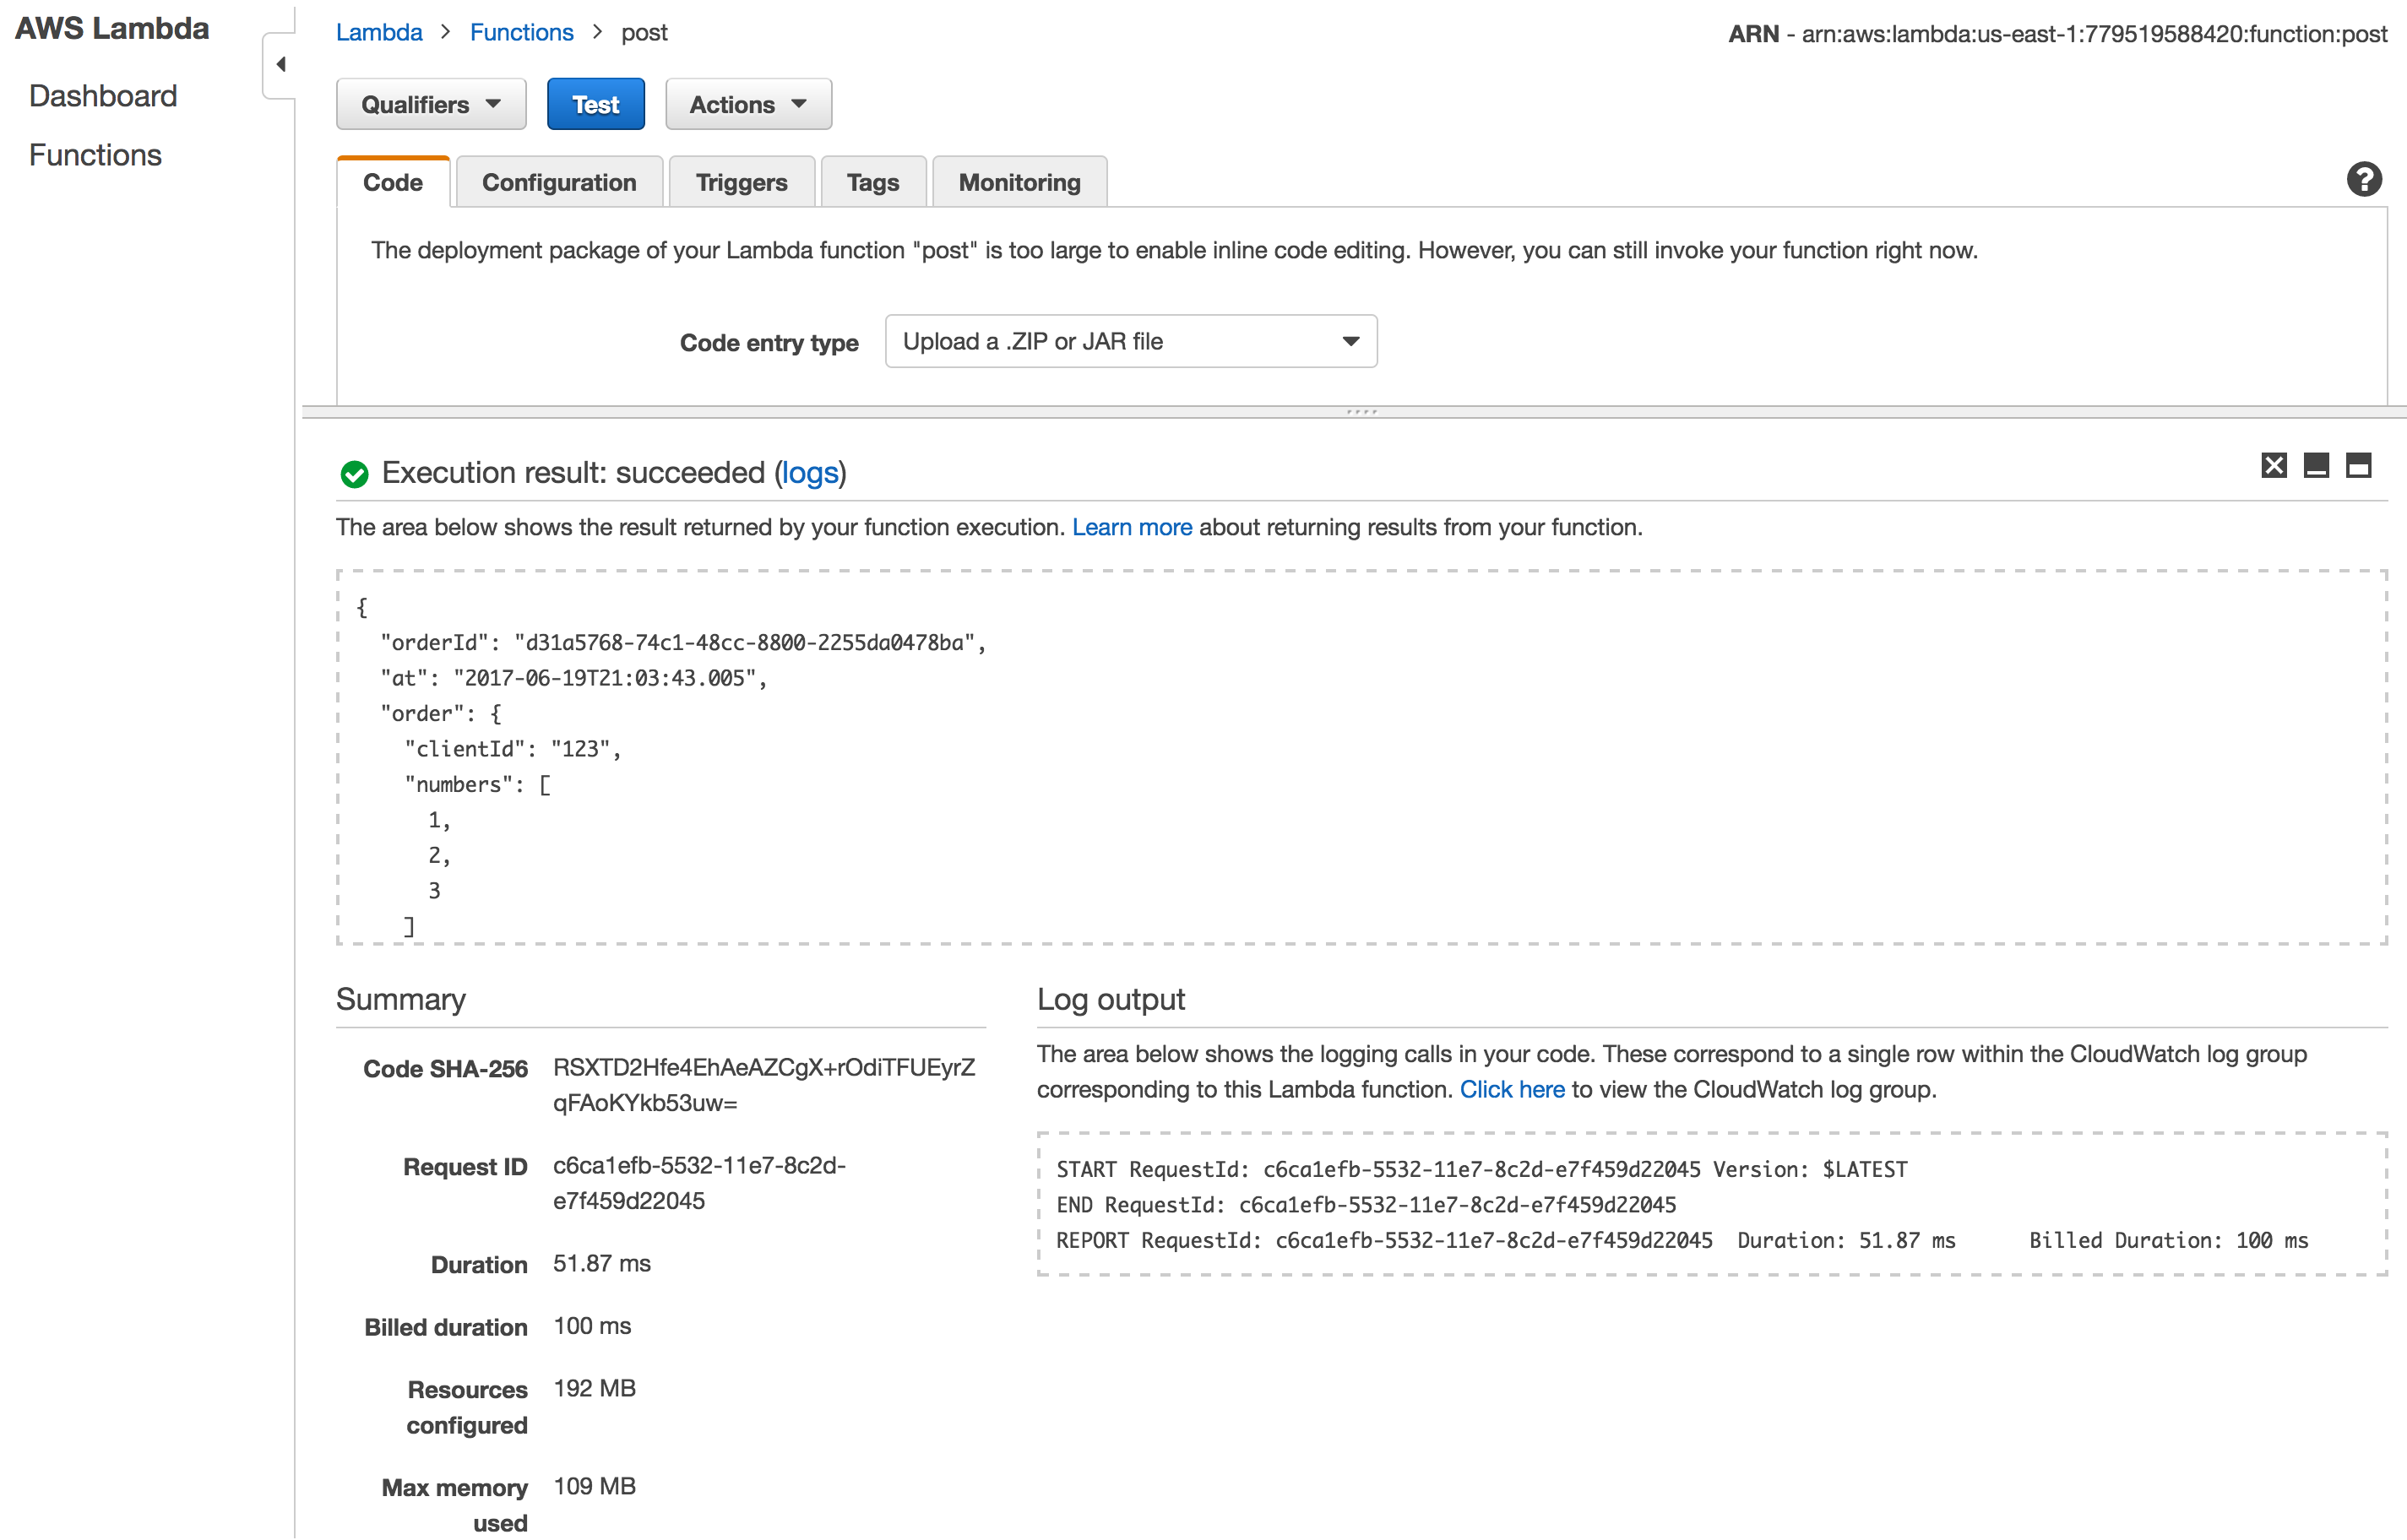 AWS Lambda
Dashboard
Functions
Lambda > Functions > post
ARN - arn:aws:lambda:us-east-1:779519588420:function:post
Qualifiers Test Actions
Code Configuration Triggers Tags Monitoring
?
The deployment package of your Lambda function "post" is too large to enable inline code editing. However, you can still invoke your function right now.
Code entry type Upload a .ZIP or JAR file
Execution result: succeeded (logs)
The area below shows the result returned by your function execution. Learn more about returning results from your function.
{
  "orderId": "d31a5768-74c1-48cc-8800-2255da0478ba",
  "at": "2017-06-19T21:03:43.005",
  "order": {
    "clientId": "123",
    "numbers": [
      1,
      2,
      3
    ]
Summary
Code SHA-256 RSXTD2Hfe4EhAeAZCgX+rOdiTFUEyrZ
qFAoKYkb53uw=
Request ID c6ca1efb-5532-11e7-8c2d-
e7f459d22045
Duration 51.87 ms
Billed duration 100 ms
Resources 192 MB
configured
Max memory 109 MB
used
Log output
The area below shows the logging calls in your code. These correspond to a single row within the CloudWatch log group
corresponding to this Lambda function. Click here to view the CloudWatch log group.
START RequestId: c6ca1efb-5532-11e7-8c2d-e7f459d22045 Version: $LATEST
END RequestId: c6ca1efb-5532-11e7-8c2d-e7f459d22045
REPORT RequestId: c6ca1efb-5532-11e7-8c2d-e7f459d22045 Duration: 51.87 ms Billed Duration: 100 ms